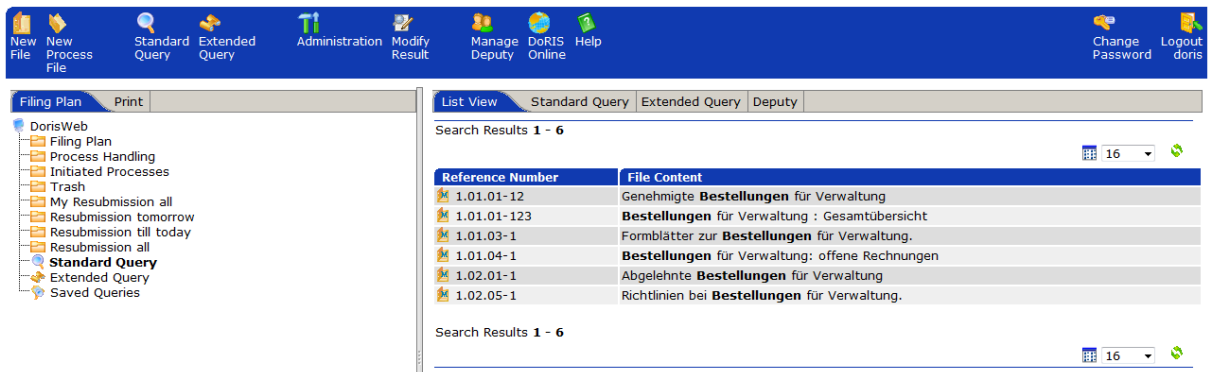 New File
New Process File
Standard Query
Extended Query
Administration
Modify Result
Manage Deputy
DoRIS Online
Help
Change Password
Logout doris
Filing Plan
Print
DorisWeb
Filing Plan
Process Handling
Initiated Processes
Trash
My Resubmission all
Resubmission tomorrow
Resubmission till today
Resubmission all
Standard Query
Extended Query
Saved Queries
List View Standard Query Extended Query Deputy
Search Results 1 - 6
16
Reference Number File Content
1.01.01-12 Genehmigte Bestellungen für Verwaltung
1.01.01-123 Bestellungen für Verwaltung : Gesamtübersicht
1.01.03-1 Formblätter zur Bestellungen für Verwaltung.
1.01.04-1 Bestellungen für Verwaltung: offene Rechnungen
1.02.01-1 Abgelehnte Bestellungen für Verwaltung
1.02.05-1 Richtlinien bei Bestellungen für Verwaltung.
Search Results 1 - 6
16